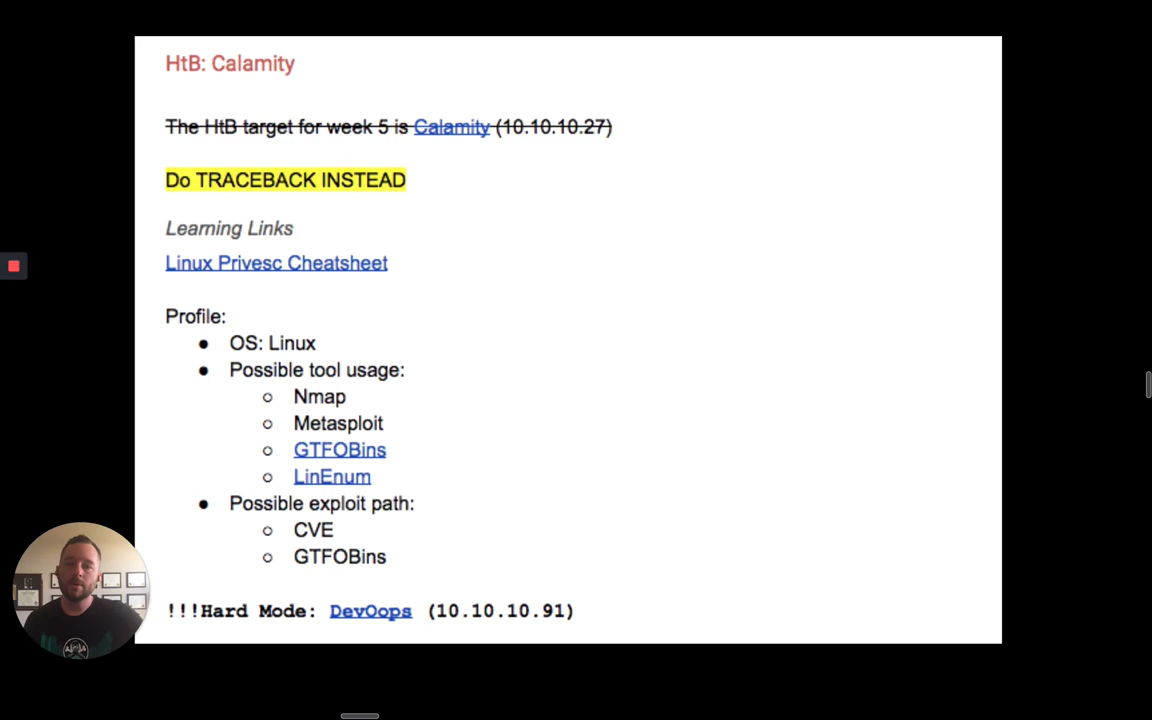 HtB: Calamity
The HtB target for week 5 is Calamity (10.10.10.27)
Do TRACEBACK INSTEAD
Learning Links
Linux Privesc Cheatsheet
Profile:
● OS: Linux
● Possible tool usage:
○ Nmap
○ Metasploit
○ GTFOBins
○ LinEnum
● Possible exploit path:
○ CVE
○ GTFOBins
!!!Hard Mode: DevOops (10.10.10.91)